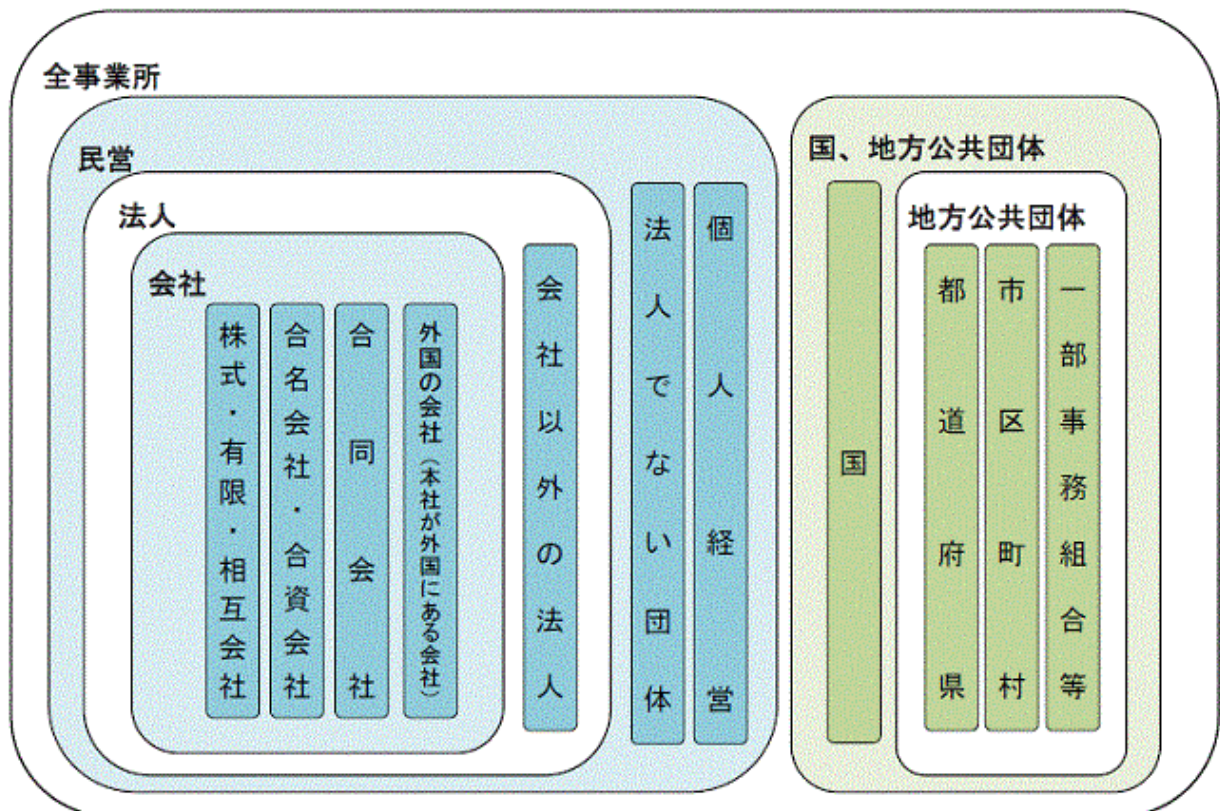 全事業所
民営
法人
会社
株式・有限・相互会社
合名会社・合資会社
合同会社
外国の会社（本社が外国にある会社）
会社以外の法人
法人でない団体
個人経営
国、地方公共団体
国
地方公共団体
都道府県
市区町村
一部事務組合等